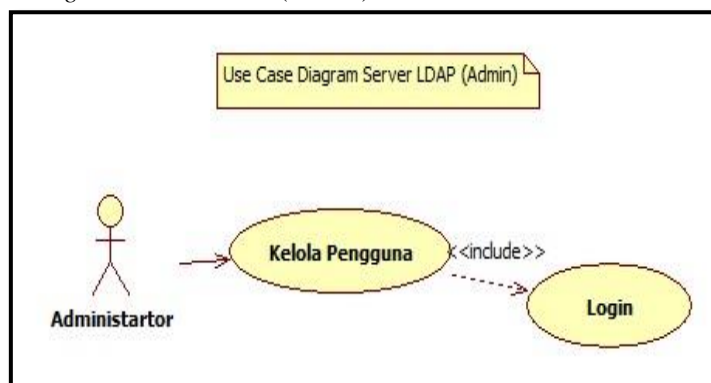 Use Case Diagram Server LDAP (Admin)
Kelola Pengguna
<<include>>
Login
Administartor